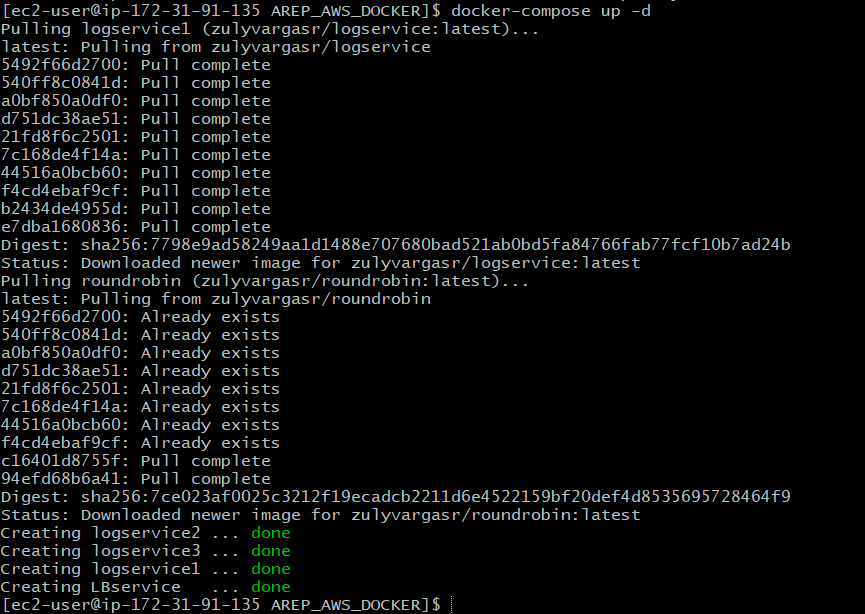 [ec2-user@ip-172-31-91-135 AREP_AWS_DOCKER]$ docker-compose up -d
Pulling logservice1 (zulyvargasr/logservice:latest)...
latest: Pulling from zulyvargasr/logservice
5492f66d2700: Pull complete
540ff8c0841d: Pull complete
a0bf850a0df0: Pull complete
d751dc38ae51: Pull complete
21fd8f6c2501: Pull complete
7c168de4f14a: Pull complete
44516a0bcb60: Pull complete
f4cd4ebaf9cf: Pull complete
b2434de4955d: Pull complete
e7dba1680836: Pull complete
Digest: sha256:7798e9ad58249aa1d1488e707680bad521ab0bd5fa84766fab77fcf10b7ad24b
Status: Downloaded newer image for zulyvargasr/logservice:latest
Pulling roundrobin (zulyvargasr/roundrobin:latest)...
latest: Pulling from zulyvargasr/roundrobin
5492f66d2700: Already exists
540ff8c0841d: Already exists
a0bf850a0df0: Already exists
d751dc38ae51: Already exists
21fd8f6c2501: Already exists
7c168de4f14a: Already exists
44516a0bcb60: Already exists
f4cd4ebaf9cf: Already exists
c16401d8755f: Pull complete
94efd68b6a41: Pull complete
Digest: sha256:7ce023af0025c3212f19ecadcb2211d6e4522159bf20def4d8535695728464f9
Status: Downloaded newer image for zulyvargasr/roundrobin:latest
Creating logservice2 ... done
Creating logservice3 ... done
Creating logservice1 ... done
Creating LBservice   ... done
[ec2-user@ip-172-31-91-135 AREP_AWS_DOCKER]$